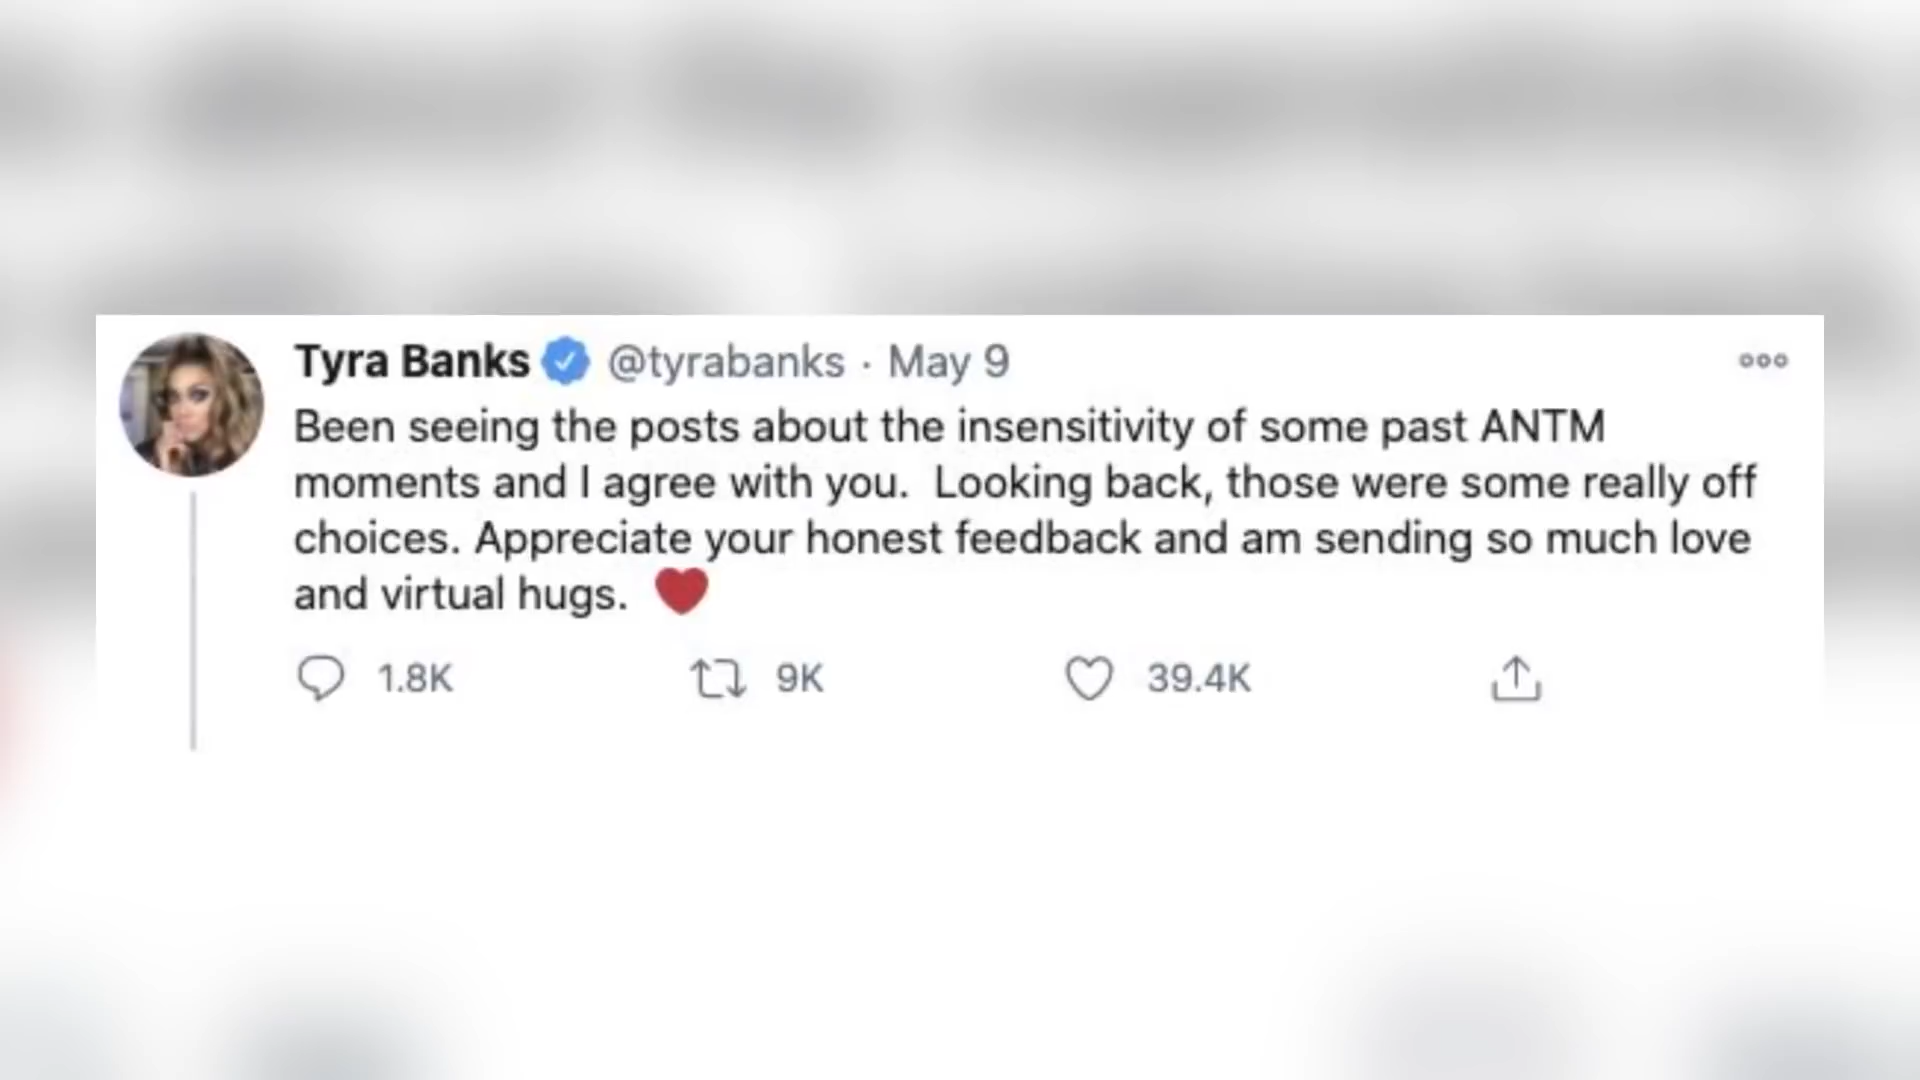 Tyra Banks @tyrabanks · May 9
Been seeing the posts about the insensitivity of some past ANTM
moments and I agree with you.  Looking back, those were some really off
choices. Appreciate your honest feedback and am sending so much love
and virtual hugs. ❤️
1.8K 9K 39.4K